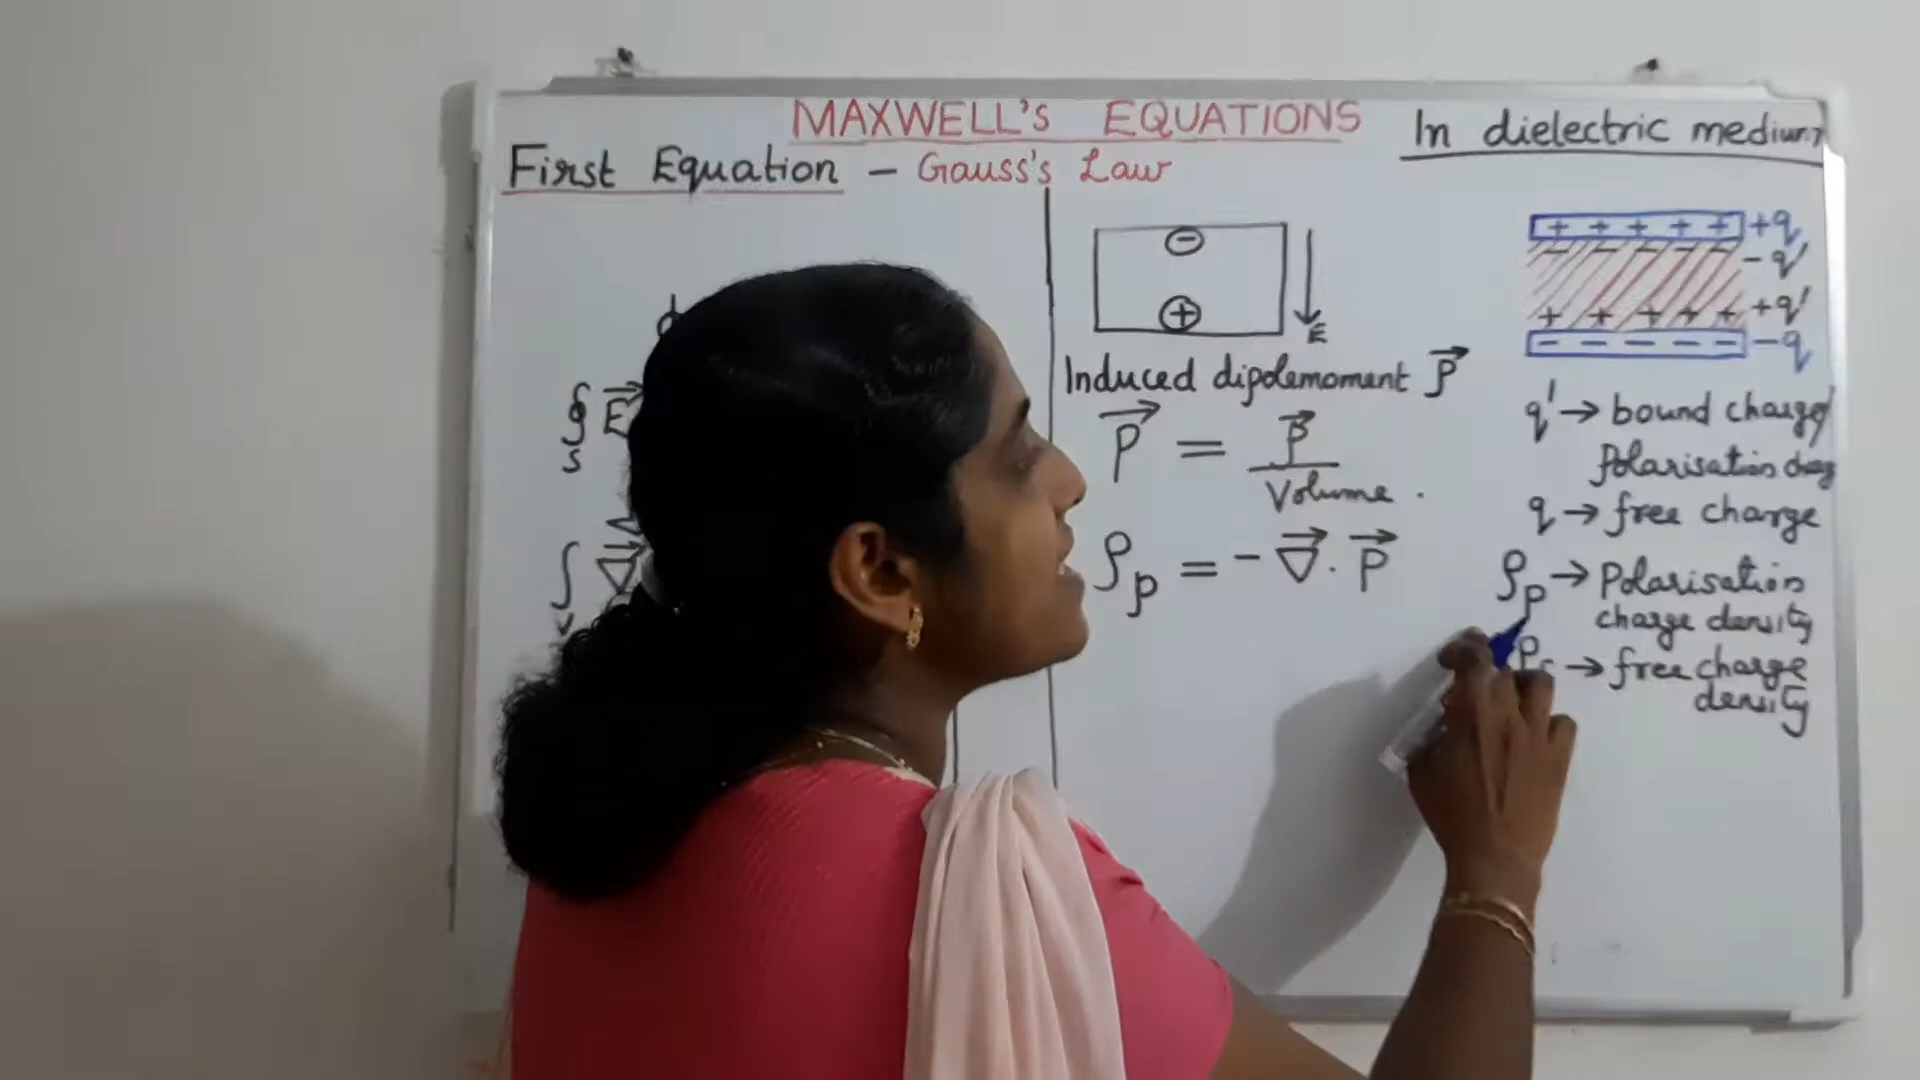 MAXWELL's EQUATIONS
In dielectric medium
First Equation - Gauss's Law
∮ E⃗
S
∫ ∇⃗
V
−
+
E
Induced dipolemoment p⃗
P⃗ = p⃗ / Volume .
ρp = - ∇⃗ . P⃗
+ + + + + +q
− − − − − -q'
+ + + + + +q'
− − − − − -q
q' → bound charge/
Polarisation
q → free charge
ρp → Polarisation
charge density
→ free charge
density